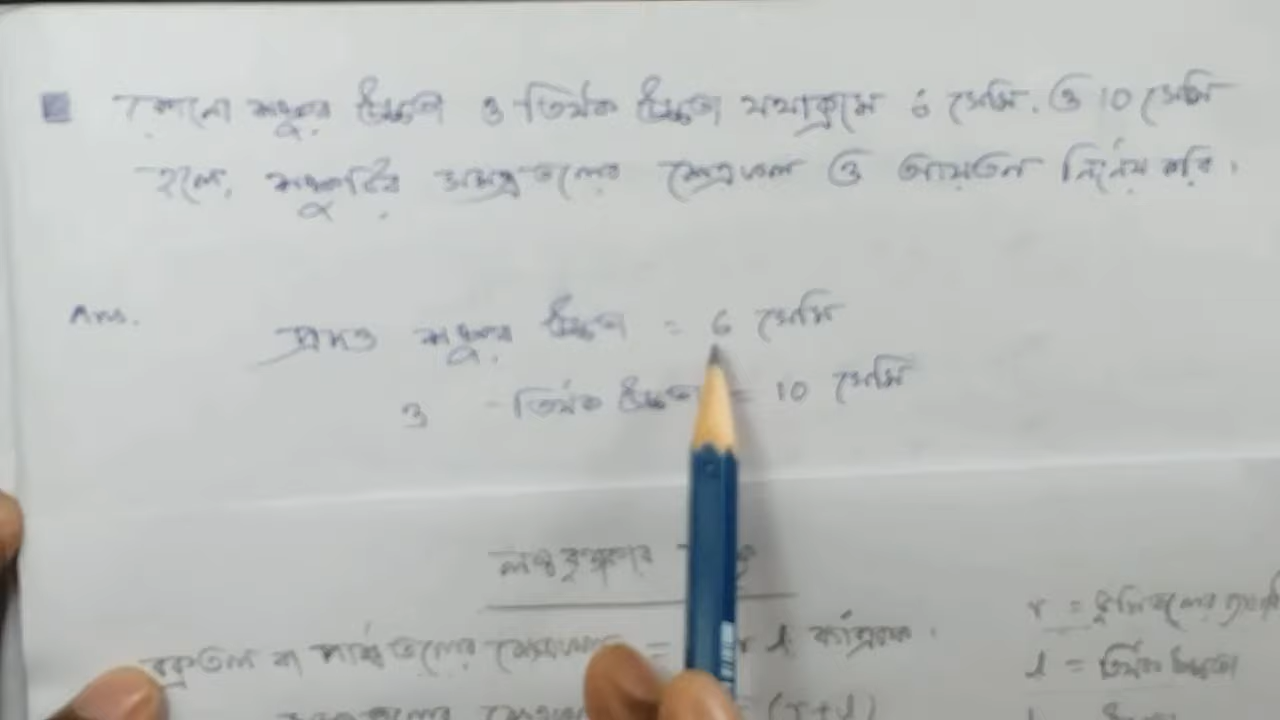 কোনো শঙ্কুর উচ্চতা ও তির্যক উচ্চতা যথাক্রমে 6 সেমি. ও 10 সেমি
হলে, শঙ্কুটির সমগ্রতলের ক্ষেত্রফল ও আয়তন নির্ণয় করি।
Ans.
প্রদত্ত শঙ্কুর উচ্চতা = 6 সেমি
ও তির্যক উচ্চতা = 10 সেমি
লম্ব বৃত্তাকার
বক্রতল বা পার্শ্বতলের ক্ষেত্রফল = l বর্গএকক।
r = ভূমিতলের
l = তির্যক উচ্চতা
(r+l)